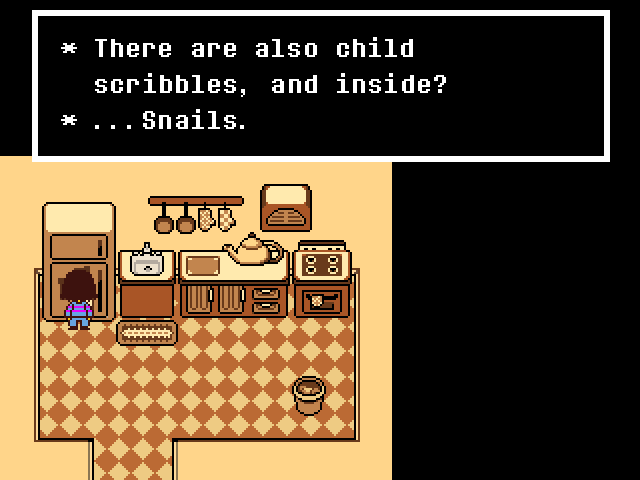 * There are also child
scribbles, and inside?
* ...Snails.